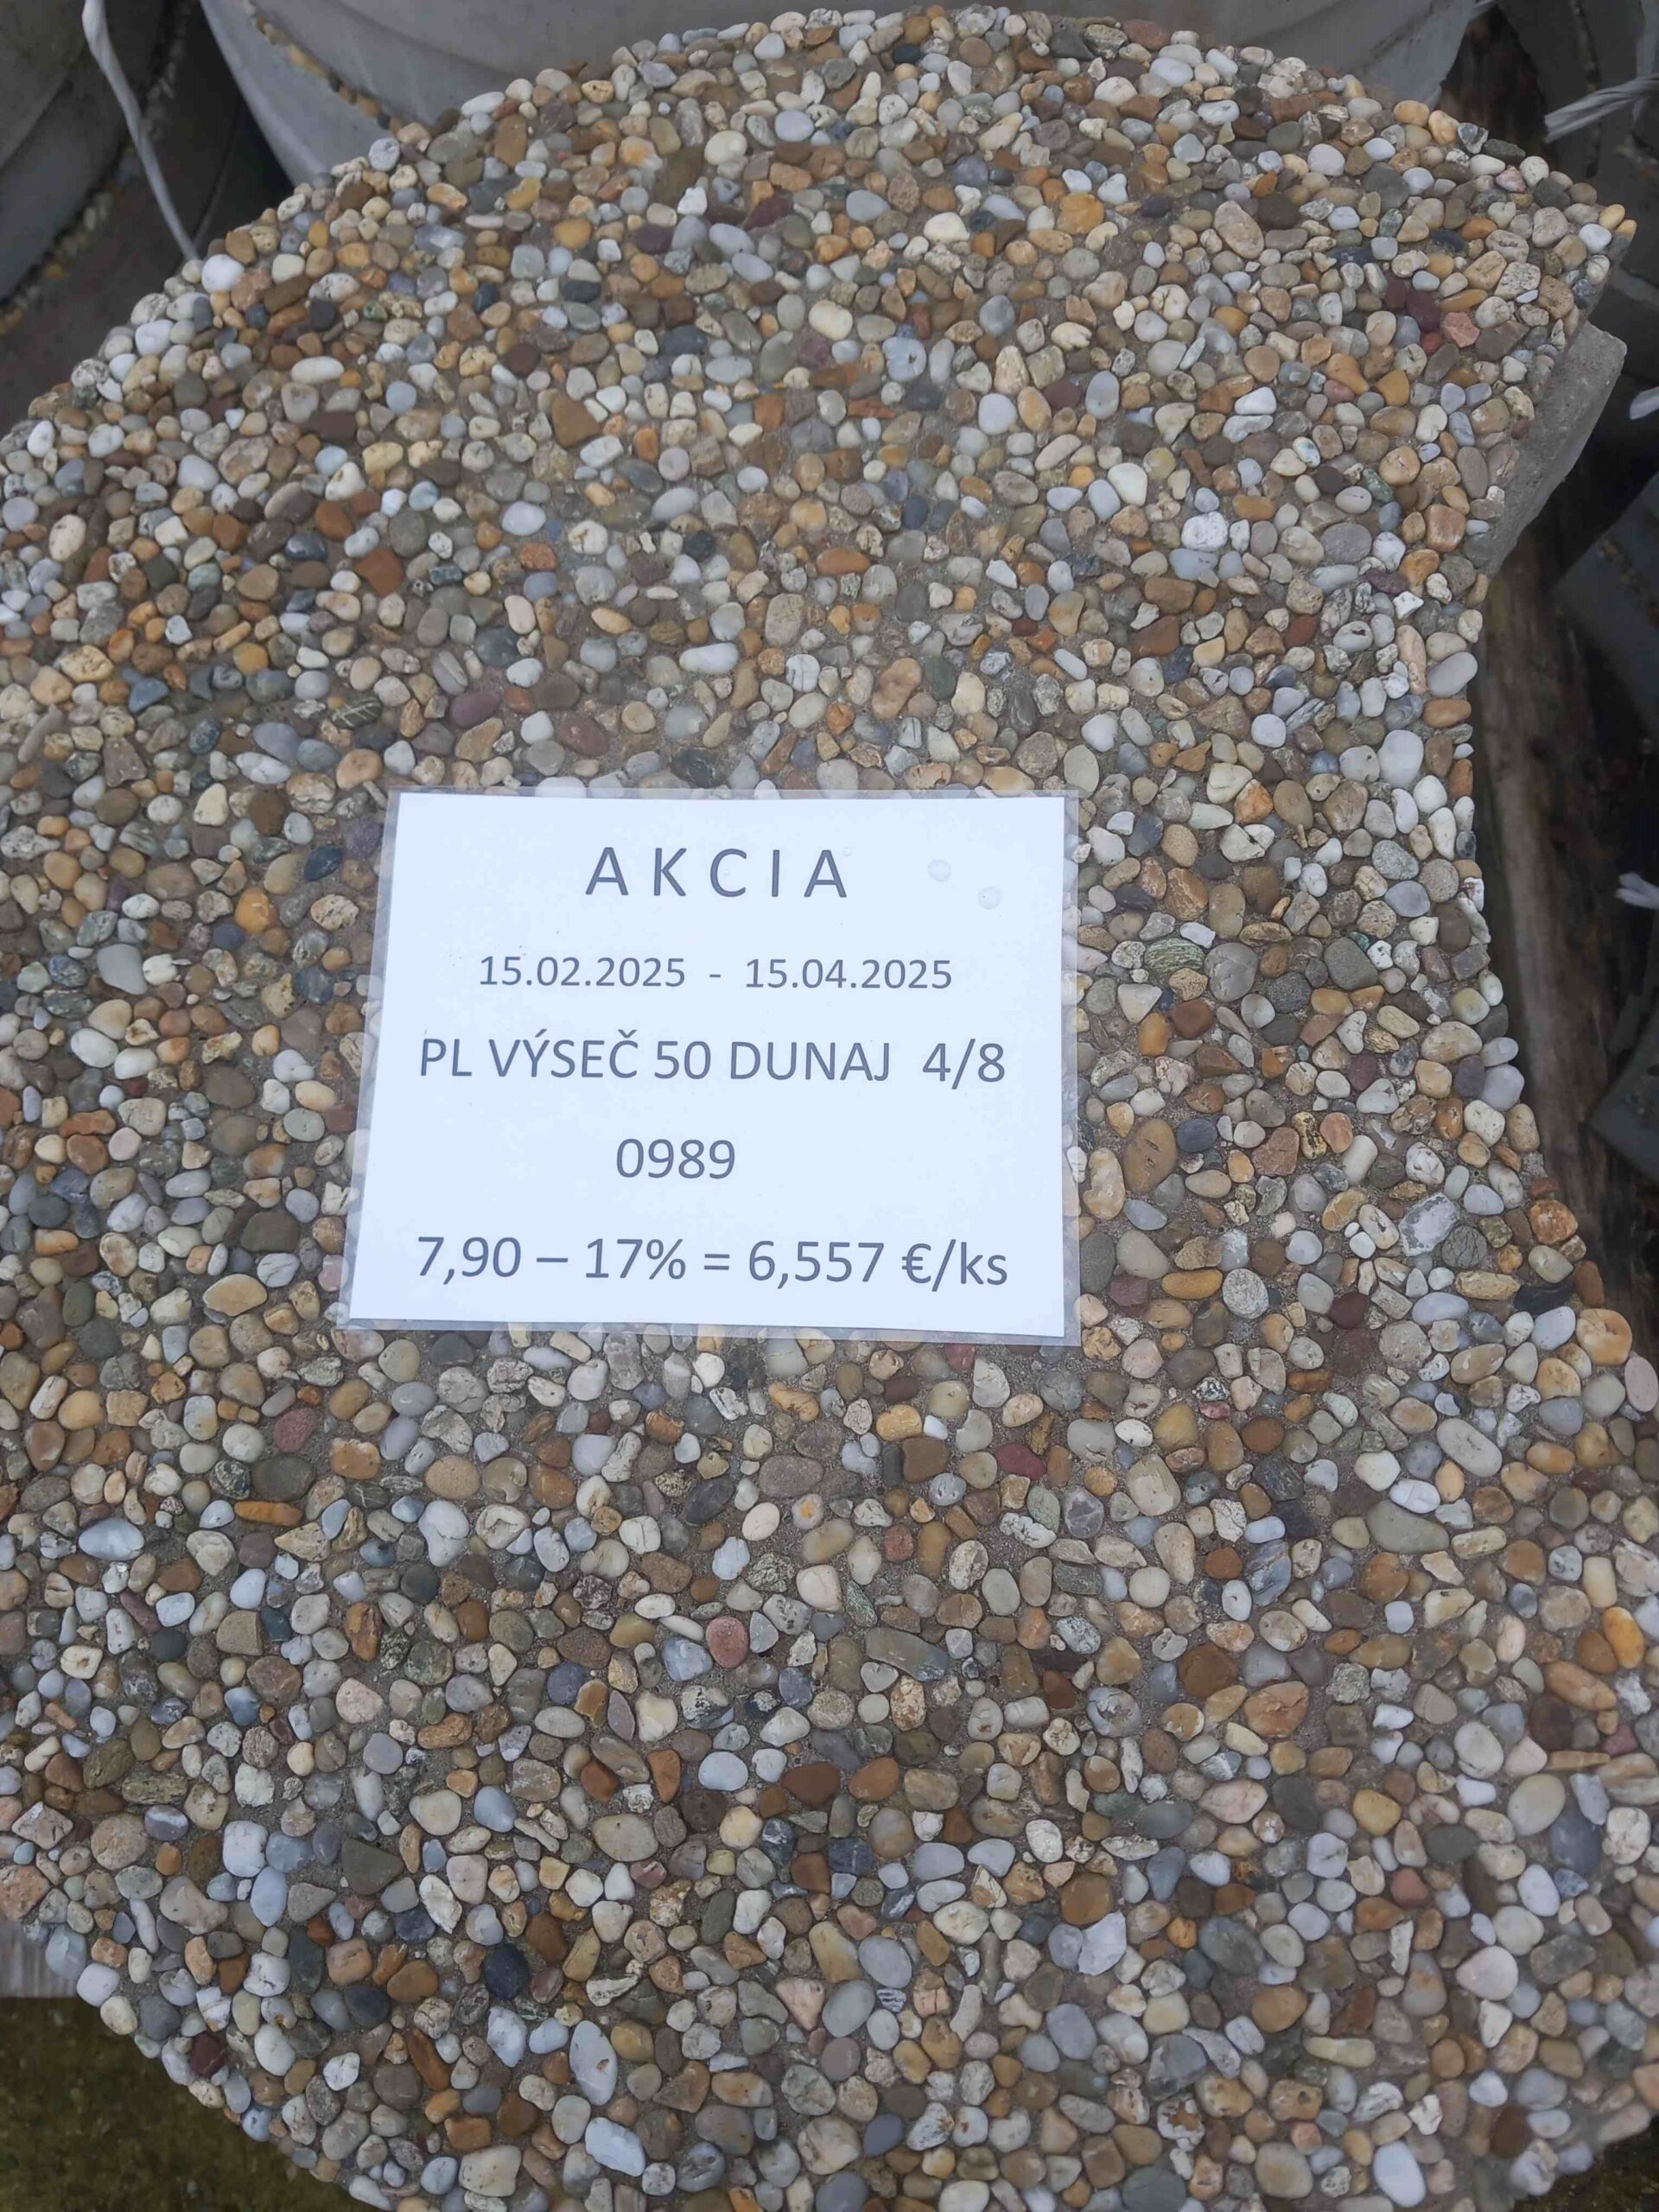 AKCIA
15.02.2025 - 15.04.2025
PL VÝSEČ 50 DUNAJ 4/8
0989
7,90 – 17% = 6,557 €/ks